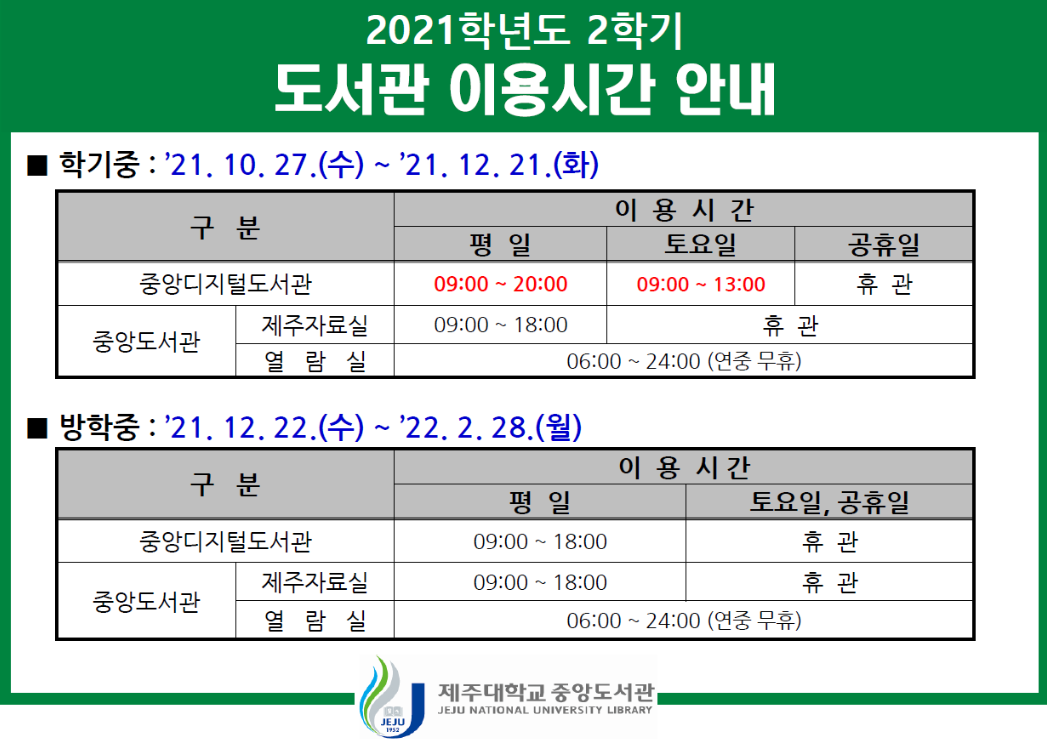 2021학년도 2학기
도서관 이용시간 안내
■ 학기중 : ’21. 10. 27.(수) ~ ’21. 12. 21.(화)
구 분
이 용 시 간
평 일 토요일 공휴일
중앙디지털도서관 09:00 ~ 20:00 09:00 ~ 13:00 휴 관
중앙도서관
제주자료실 09:00 ~ 18:00 휴 관
열 람 실 06:00 ~ 24:00 (연중 무휴)
■ 방학중 : ’21. 12. 22.(수) ~ ’22. 2. 28.(월)
구 분
이 용 시 간
평 일 토요일, 공휴일
중앙디지털도서관 09:00 ~ 18:00 휴 관
중앙도서관
제주자료실 09:00 ~ 18:00 휴 관
열 람 실 06:00 ~ 24:00 (연중 무휴)
제주대학교 중앙도서관
JEJU NATIONAL UNIVERSITY LIBRARY
JEJU
1952